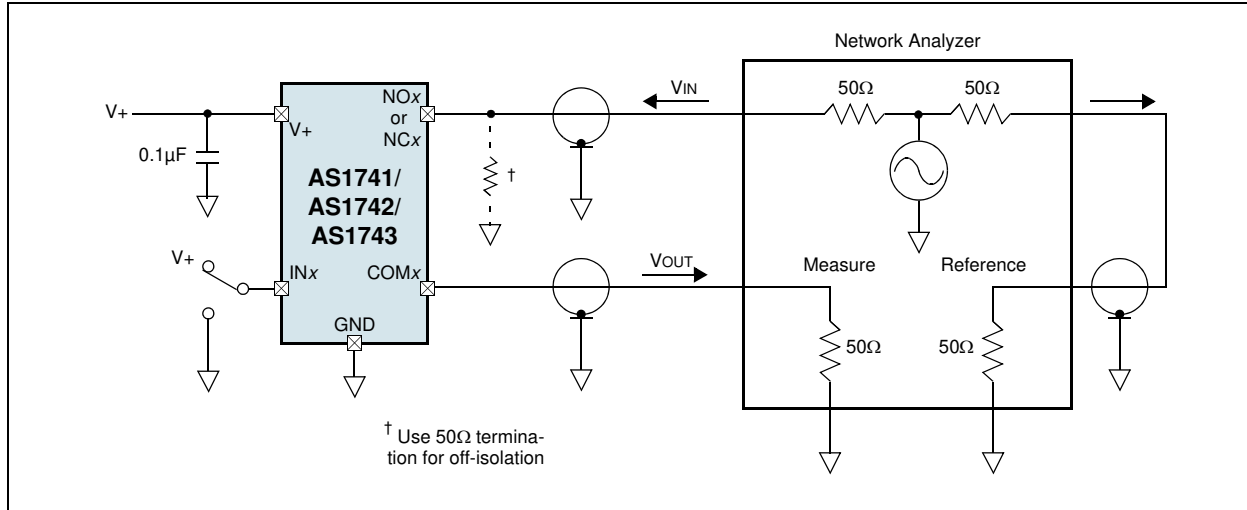 Network Analyzer
V+
V+
0.1µF
NOx
or
NCx
AS1741/
AS1742/
AS1743
INx
COMx
GND
V+
†
VIN
VOUT
50Ω
50Ω
Measure
Reference
50Ω
50Ω
† Use 50Ω termina-
tion for off-isolation